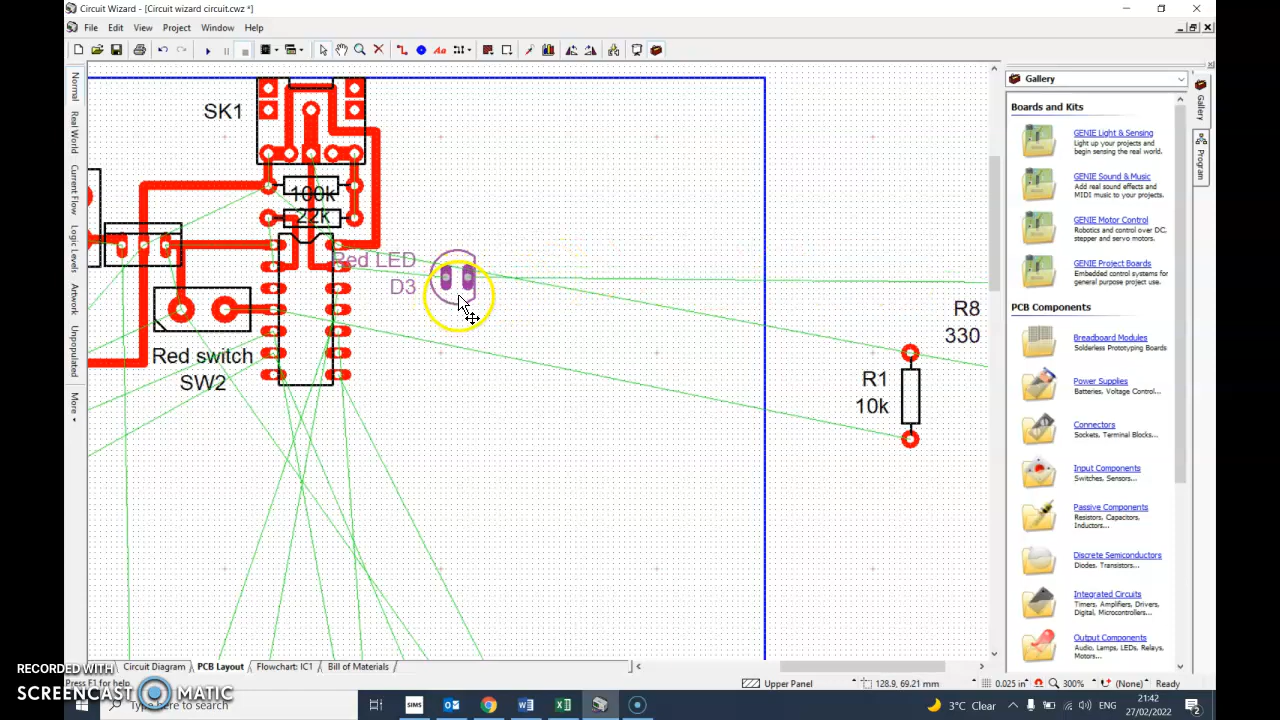 Circuit Wizard - [Circuit wizard circuit.cwz *]
File Edit View Project Window Help
Gallery
Boards and Kits
GENIE Light & Sensing
Light up your projects and
begin sensing the real world.
GENIE Sound & Music
Add real sound effects and
MIDI music to your projects.
GENIE Motor Control
Robotics and control over DC,
stepper and servo motors.
GENIE Project Boards
Embedded control systems for
general purpose project use.
PCB Components
Breadboard Modules
Solderless Prototyping Boards
Power Supplies
Batteries, Voltage Control...
Connectors
Sockets, Terminal Blocks...
Input Components
Switches, Sensors...
Passive Components
Resistors, Capacitors,
Inductors...
Discrete Semiconductors
Diodes, Transistors...
Integrated Circuits
Timers, Amplifiers, Drivers,
Digital, Microcontrollers...
Output Components
Audio, Lamps, LEDs, Relays,
Motors...
Gallery
Program
Normal
Real World
Current Flow
Logic Levels
Artwork
Unpopulated
More
SK1
100k
22k
Red LED
D3
R8
330
R1
10k
Red switch
SW2
Circuit Diagram PCB Layout Flowchart: IC1 Bill of Materials
Press F1 for help
Upper Panel 128.9, 69.21 mm 0.025 in 300% (None) Ready
RECORDED WITH
SCREENCAST MATIC
Type here to search
SIMS
3°C Clear
ENG
21:42
27/02/2022
2